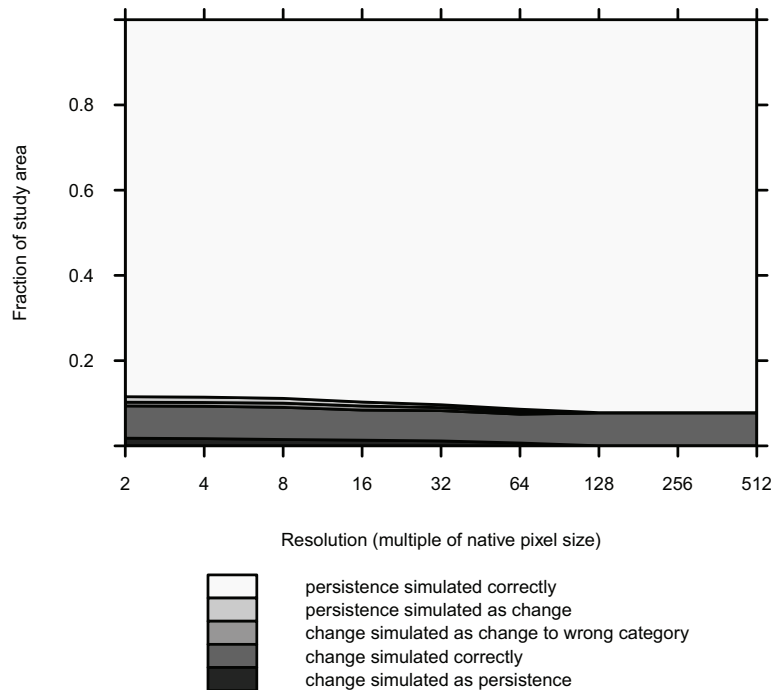 0.8
0.6
0.4
0.2
Fraction of study area
2 4 8 16 32 64 128 256 512
Resolution (multiple of native pixel size)
persistence simulated correctly
persistence simulated as change
change simulated as change to wrong category
change simulated correctly
change simulated as persistence